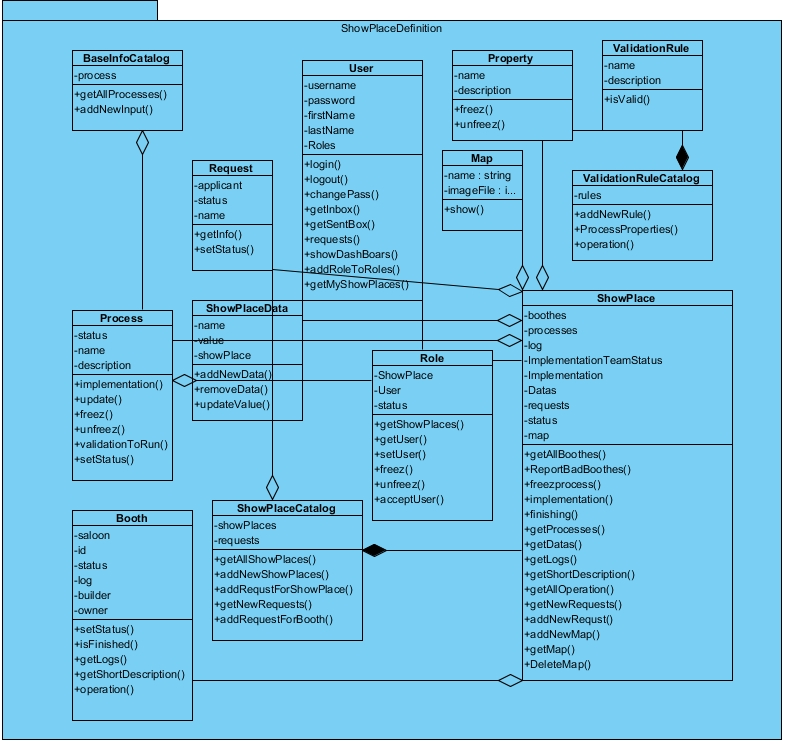 ShowPlaceDefinition
BaseInfoCatalog
-process
+getAllProcesses()
+addNewInput()
User
-username
-password
-firstName
-lastName
-Roles
+login()
+logout()
+changePass()
+getInbox()
+getSentBox()
+requests()
+showDashBoars()
+addRoleToRoles()
+getMyShowPlaces()
Property
-name
-description
+freez()
+unfreez()
ValidationRule
-name
-description
+isValid()
Request
-applicant
-status
-name
+getInfo()
+setStatus()
Map
-name : string
-imageFile : i...
+show()
ValidationRuleCatalog
-rules
+addNewRule()
+ProcessProperties()
+operation()
Process
-status
-name
-description
+implementation()
+update()
+freez()
+unfreez()
+validationToRun()
+setStatus()
ShowPlaceData
-name
-value
-showPlace
+addNewData()
+removeData()
+updateValue()
Role
-ShowPlace
-User
-status
+getShowPlaces()
+getUser()
+setUser()
+freez()
+unfreez()
+acceptUser()
ShowPlace
-boothes
-processes
-log
-ImplementationTeamStatus
-Implementation
-Datas
-requests
-status
-map
+getAllBoothes()
+ReportBadBoothes()
+freezprocess()
+implementation()
+finishing()
+getProcesses()
+getDatas()
+getLogs()
+getShortDescription()
+getAllOperation()
+getNewRequests()
+addNewRequst()
+addNewMap()
+getMap()
+DeleteMap()
Booth
-saloon
-id
-status
-log
-builder
-owner
+setStatus()
+isFinished()
+getLogs()
+getShortDescription()
+operation()
ShowPlaceCatalog
-showPlaces
-requests
+getAllShowPlaces()
+addNewShowPlaces()
+addRequstForShowPlace()
+getNewRequests()
+addRequestForBooth()